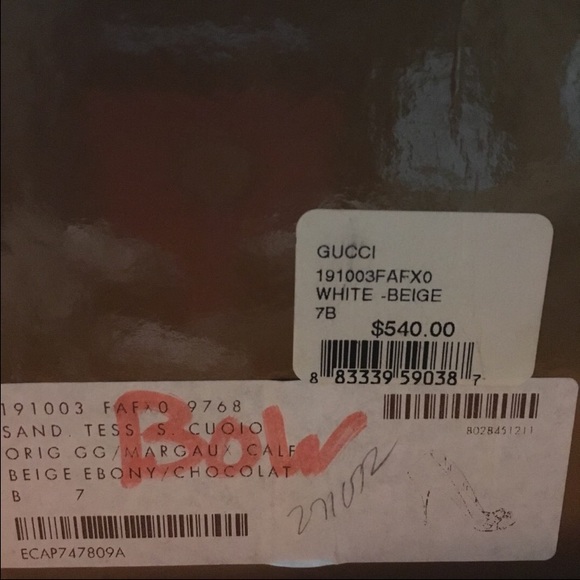 GUCCI
191003FAFX0
WHITE -BEIGE
7B
$540.00
8 83339 59038 7
191003 FAFX0 9768
SAND. TESS. S. CUOIO
ORIG GG/MARGAUX CALF
BEIGE EBONY/CHOCOLAT
B 7
BOW
8028451211
ECAP747809A